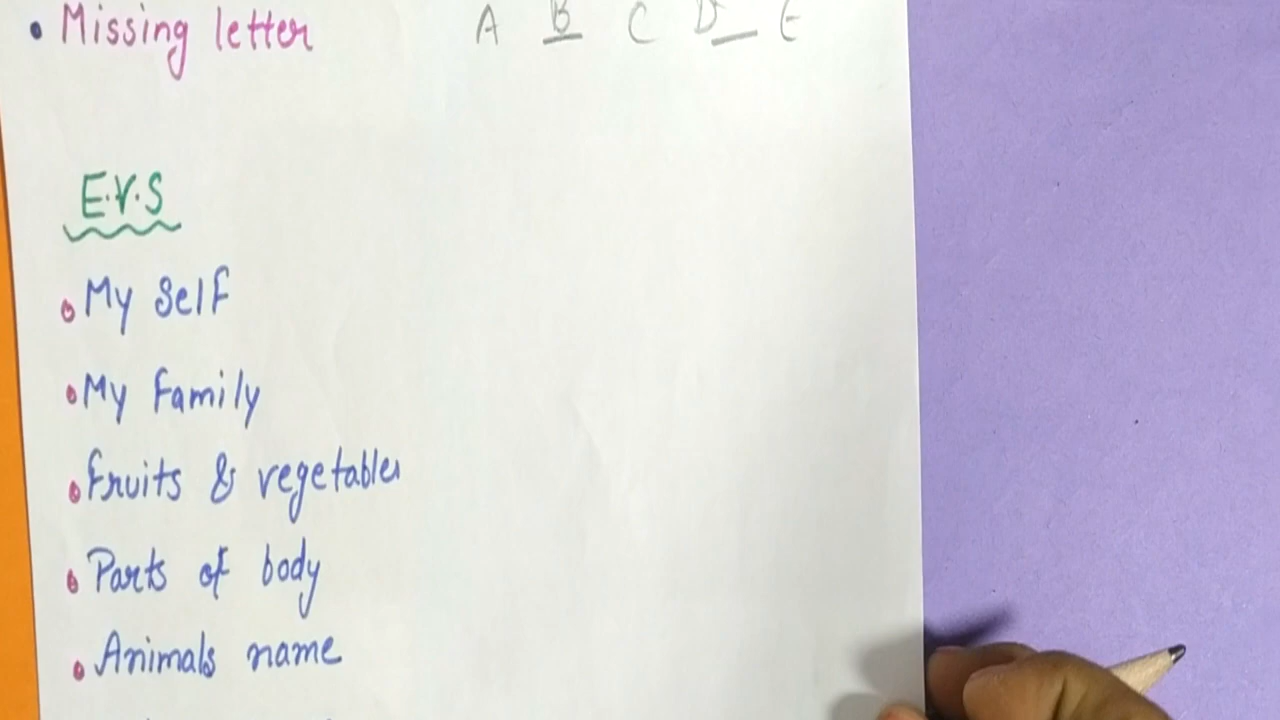 • Missing letter A B C D E
E.V.S
• My Self
• My Family
• Fruits & vegetables
• Parts of body
• Animals name